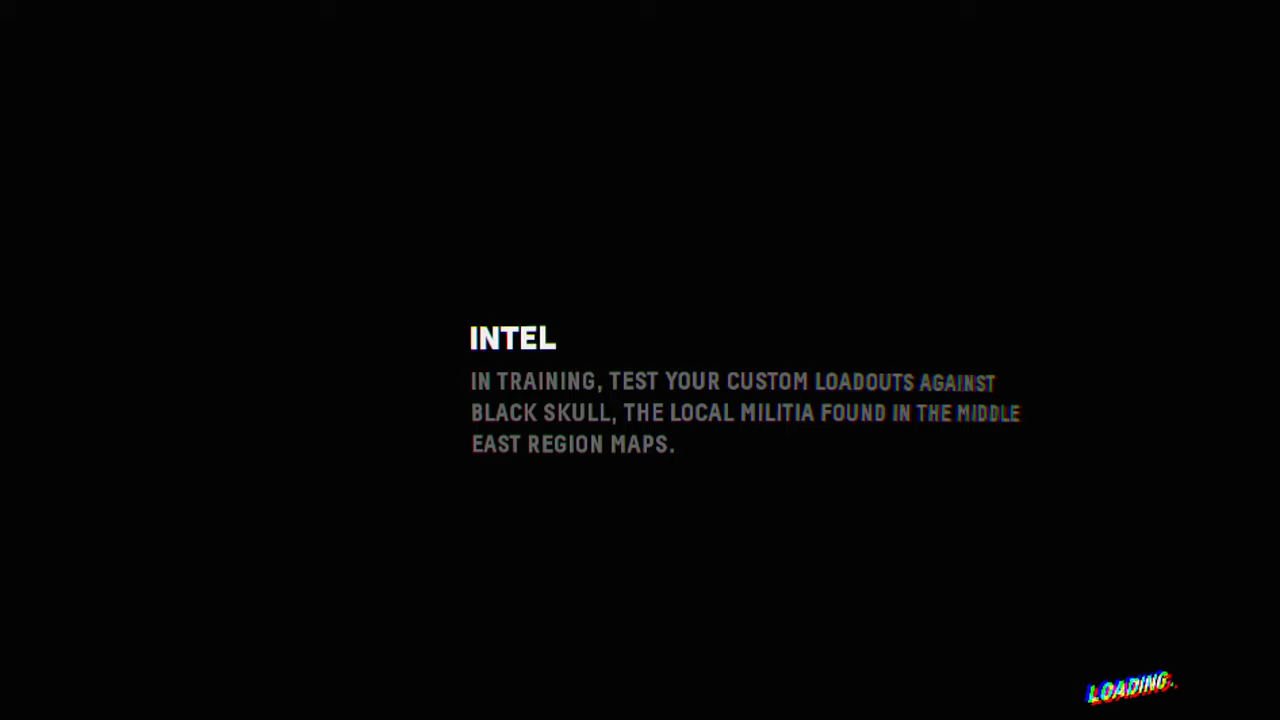 INTEL
IN TRAINING, TEST YOUR CUSTOM LOADOUTS AGAINST
BLACK SKULL, THE LOCAL MILITIA FOUND IN THE MIDDLE
EAST REGION MAPS.
LOADING..